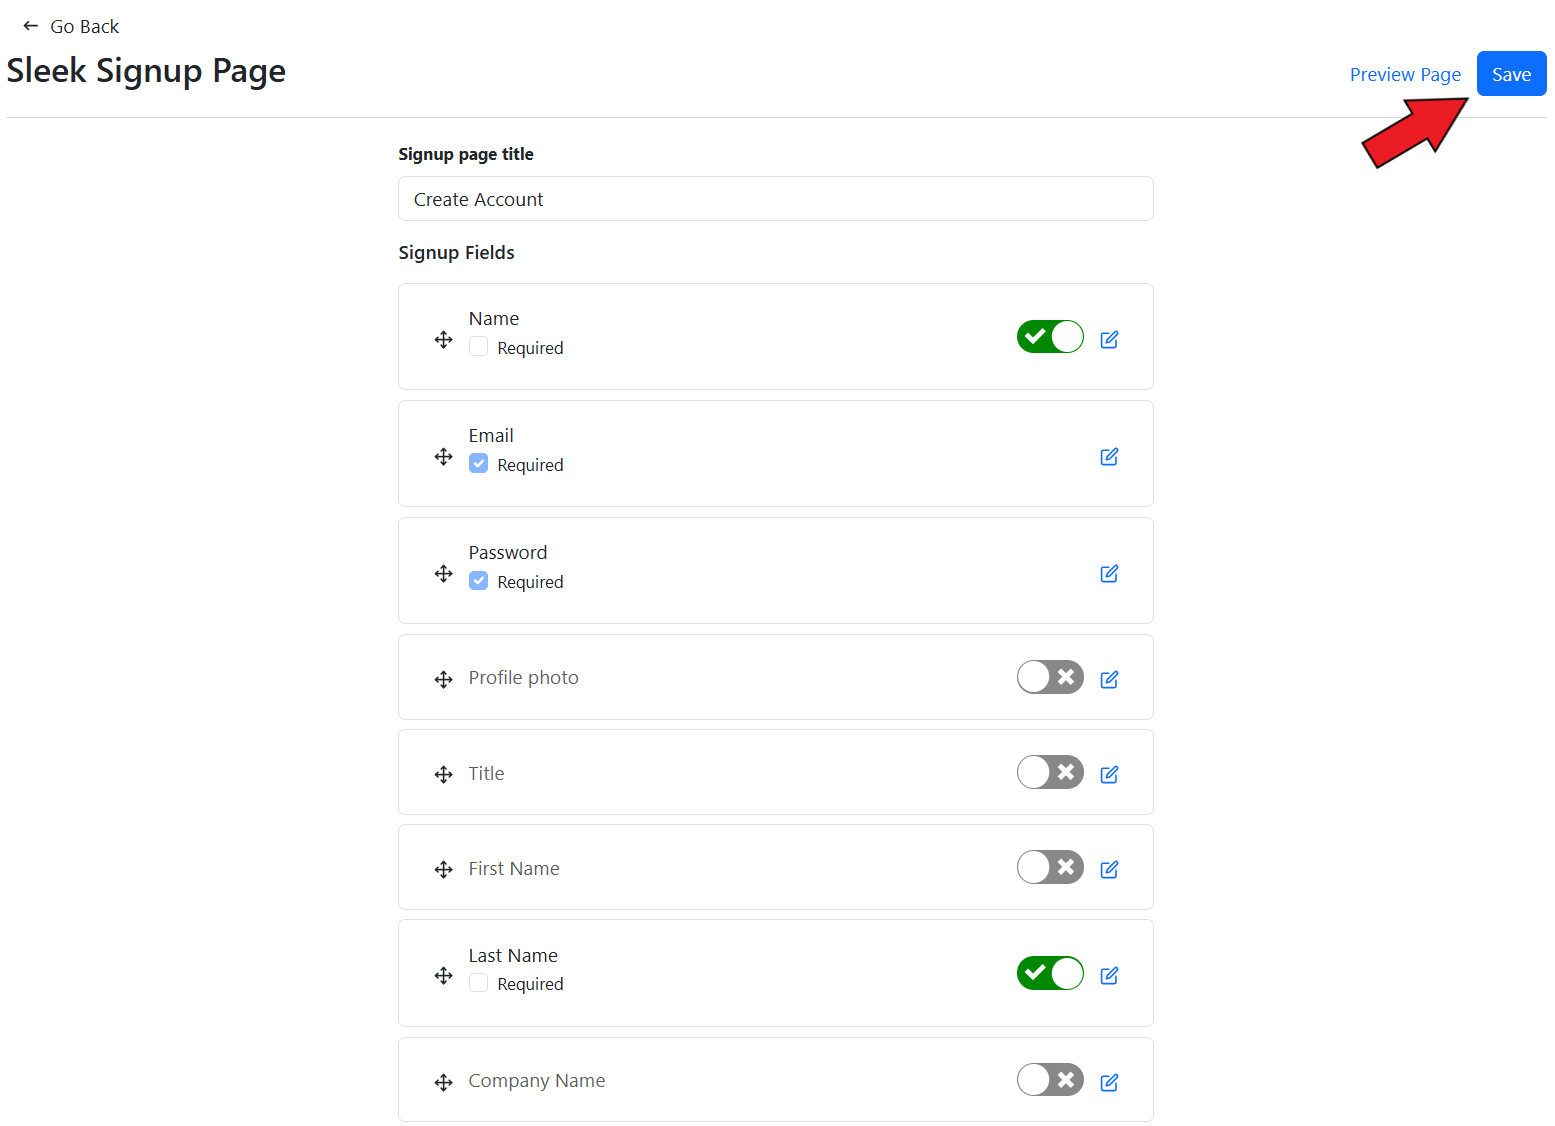 Go Back
Sleek Signup Page
Preview Page
Save
Signup page title
Create Account
Signup Fields
Name
Required
Email
Required
Password
Required
Profile photo
Title
First Name
Last Name
Required
Company Name